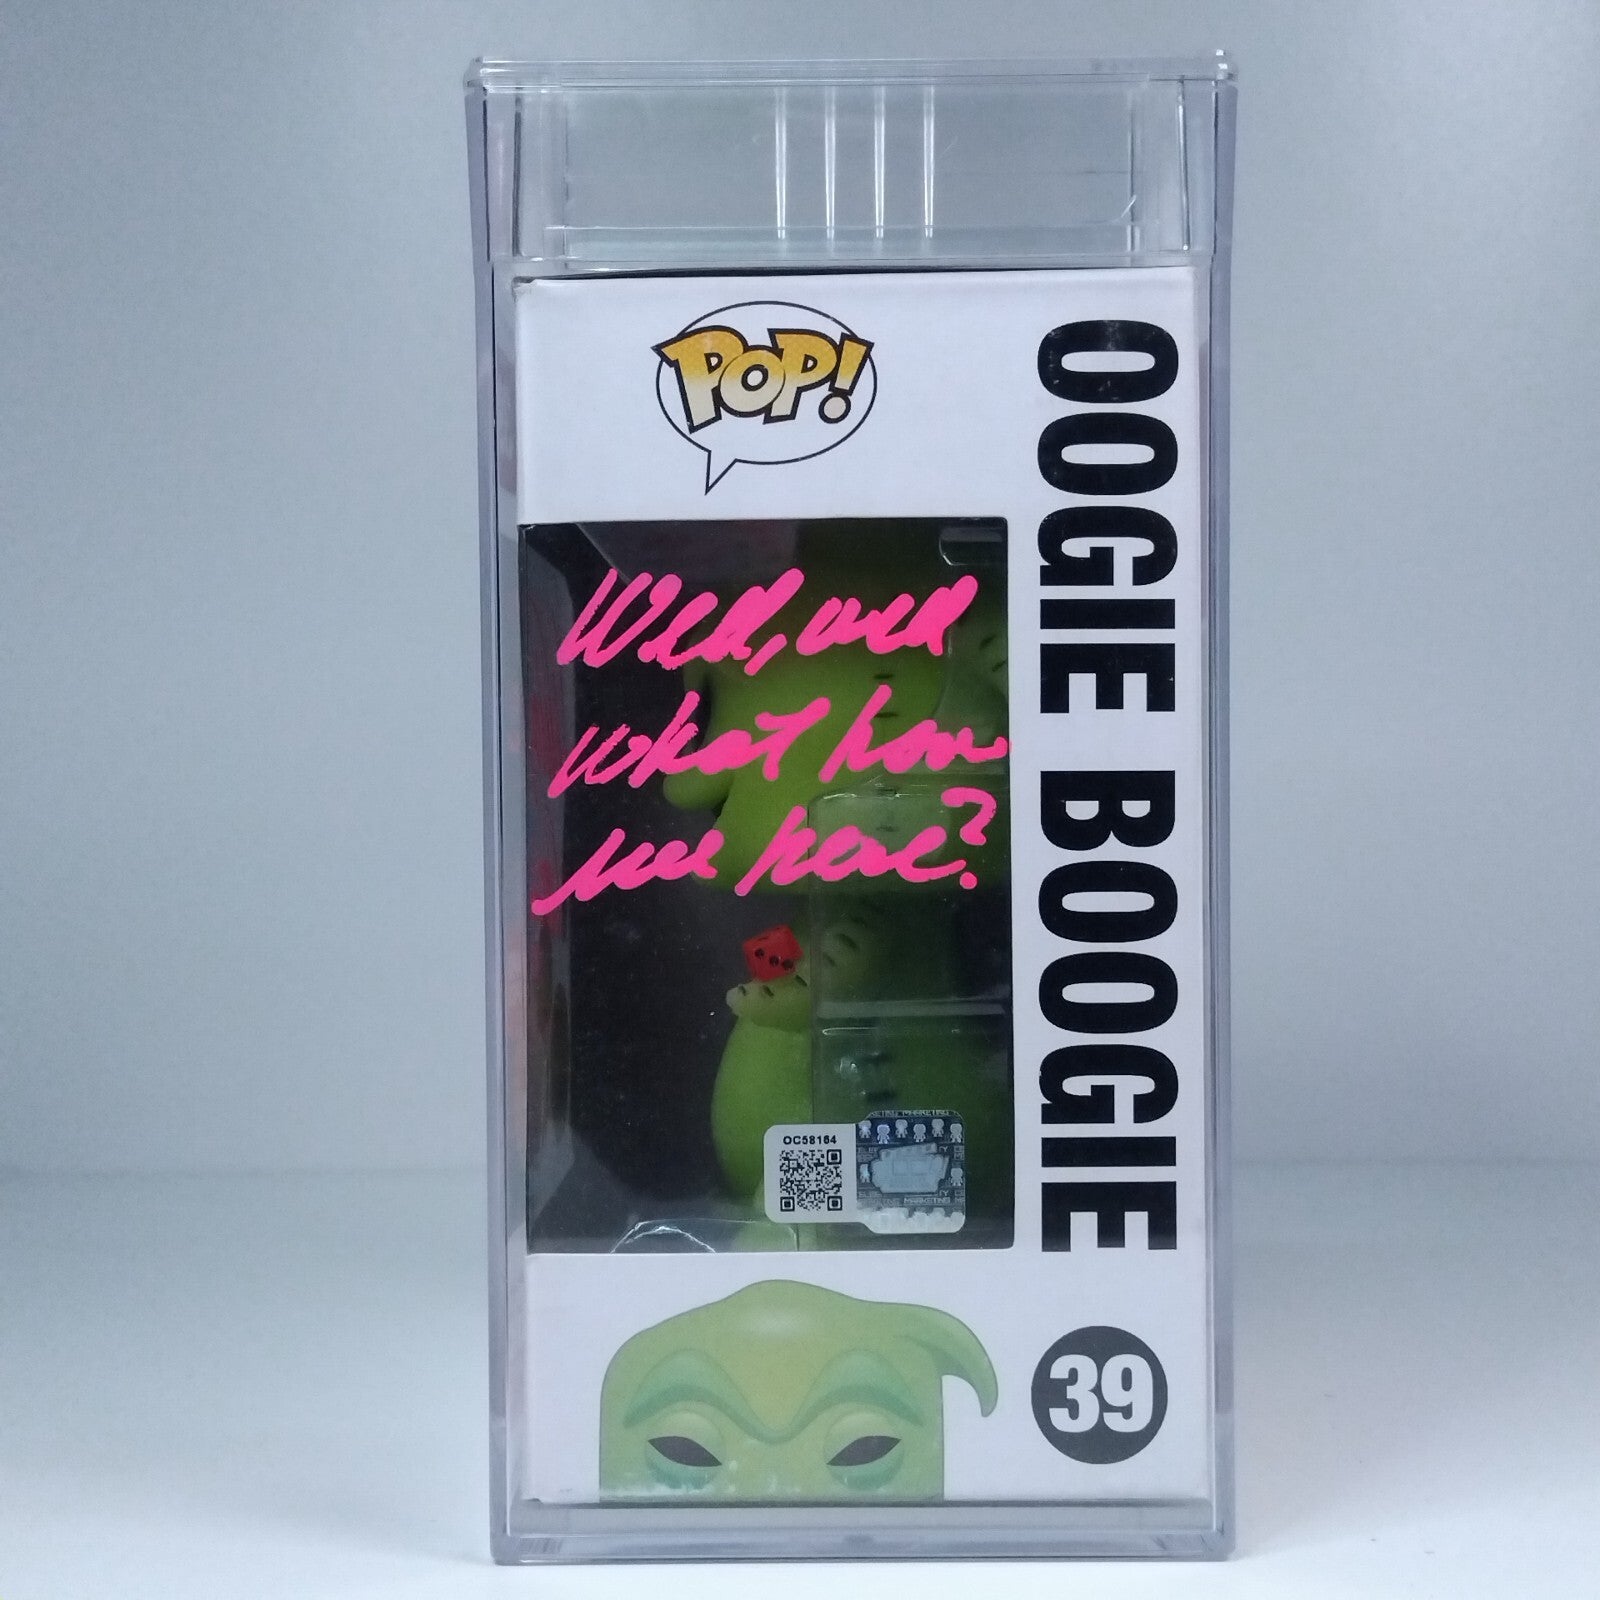 POP!
OOGIE BOOGIE
Well, well
what have
we here?
OC58164
39